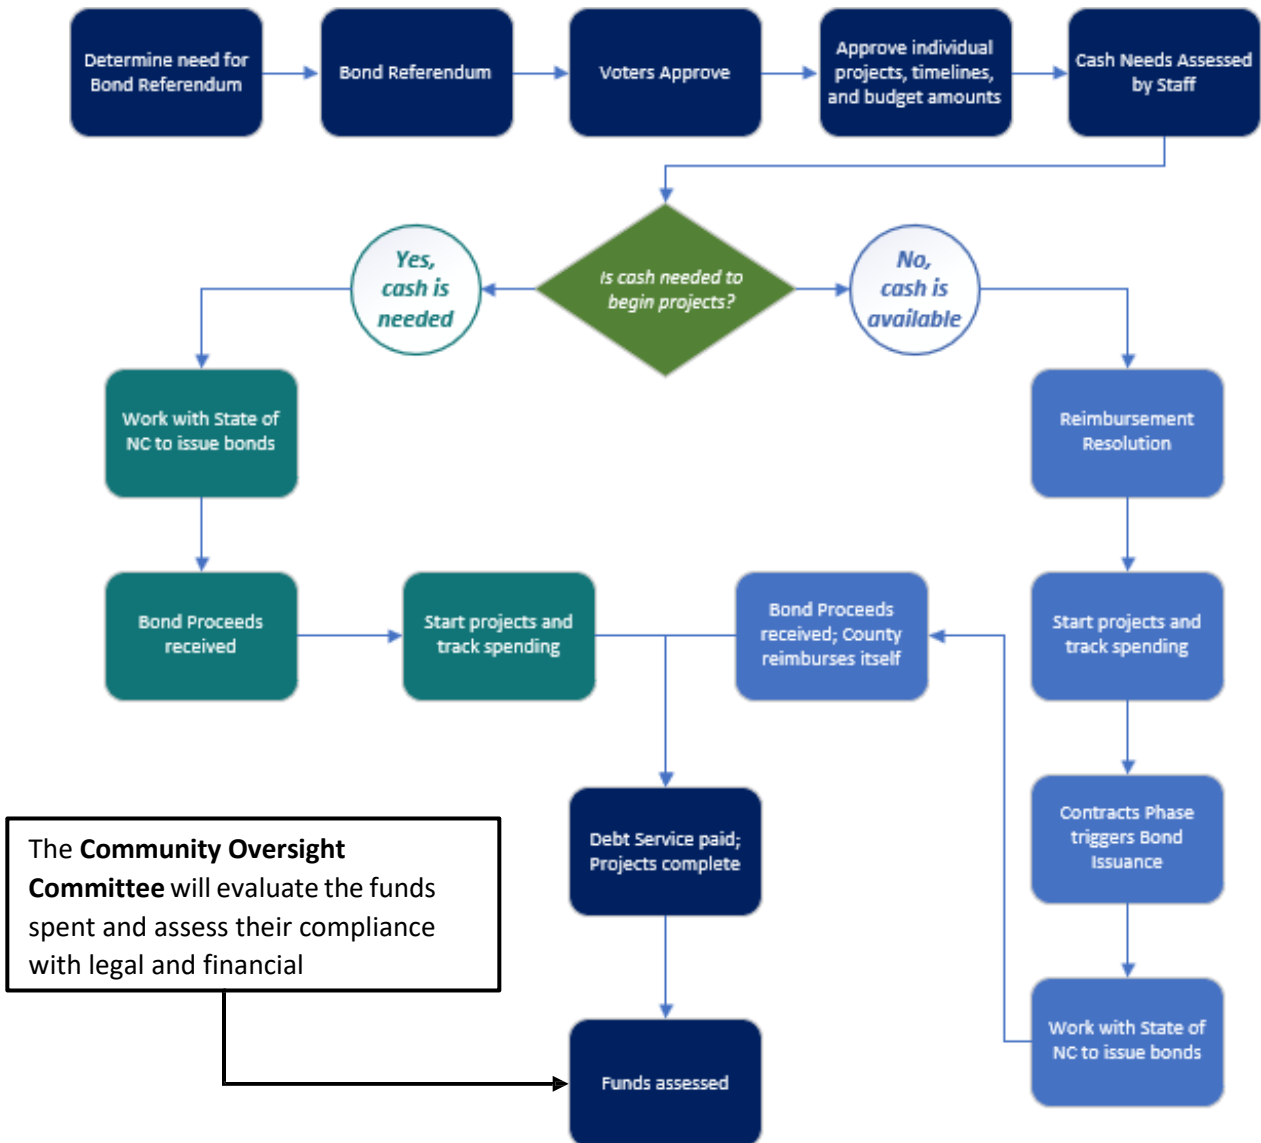 Determine need for
Bond Referendum
Bond Referendum
Voters Approve
Approve individual
projects, timelines,
and budget amounts
Cash Needs Assessed
by Staff
Yes,
cash is
needed
Is cash needed to
begin projects?
No,
cash is
available
Work with State of
NC to issue bonds
Reimbursement
Resolution
Bond Proceeds
received
Start projects and
track spending
Bond Proceeds
received; County
reimburses itself
Start projects and
track spending
The Community Oversight
Committee will evaluate the funds
spent and assess their compliance
with legal and financial
Debt Service paid;
Projects complete
Contracts Phase
triggers Bond
Issuance
Funds assessed
Work with State of
NC to issue bonds